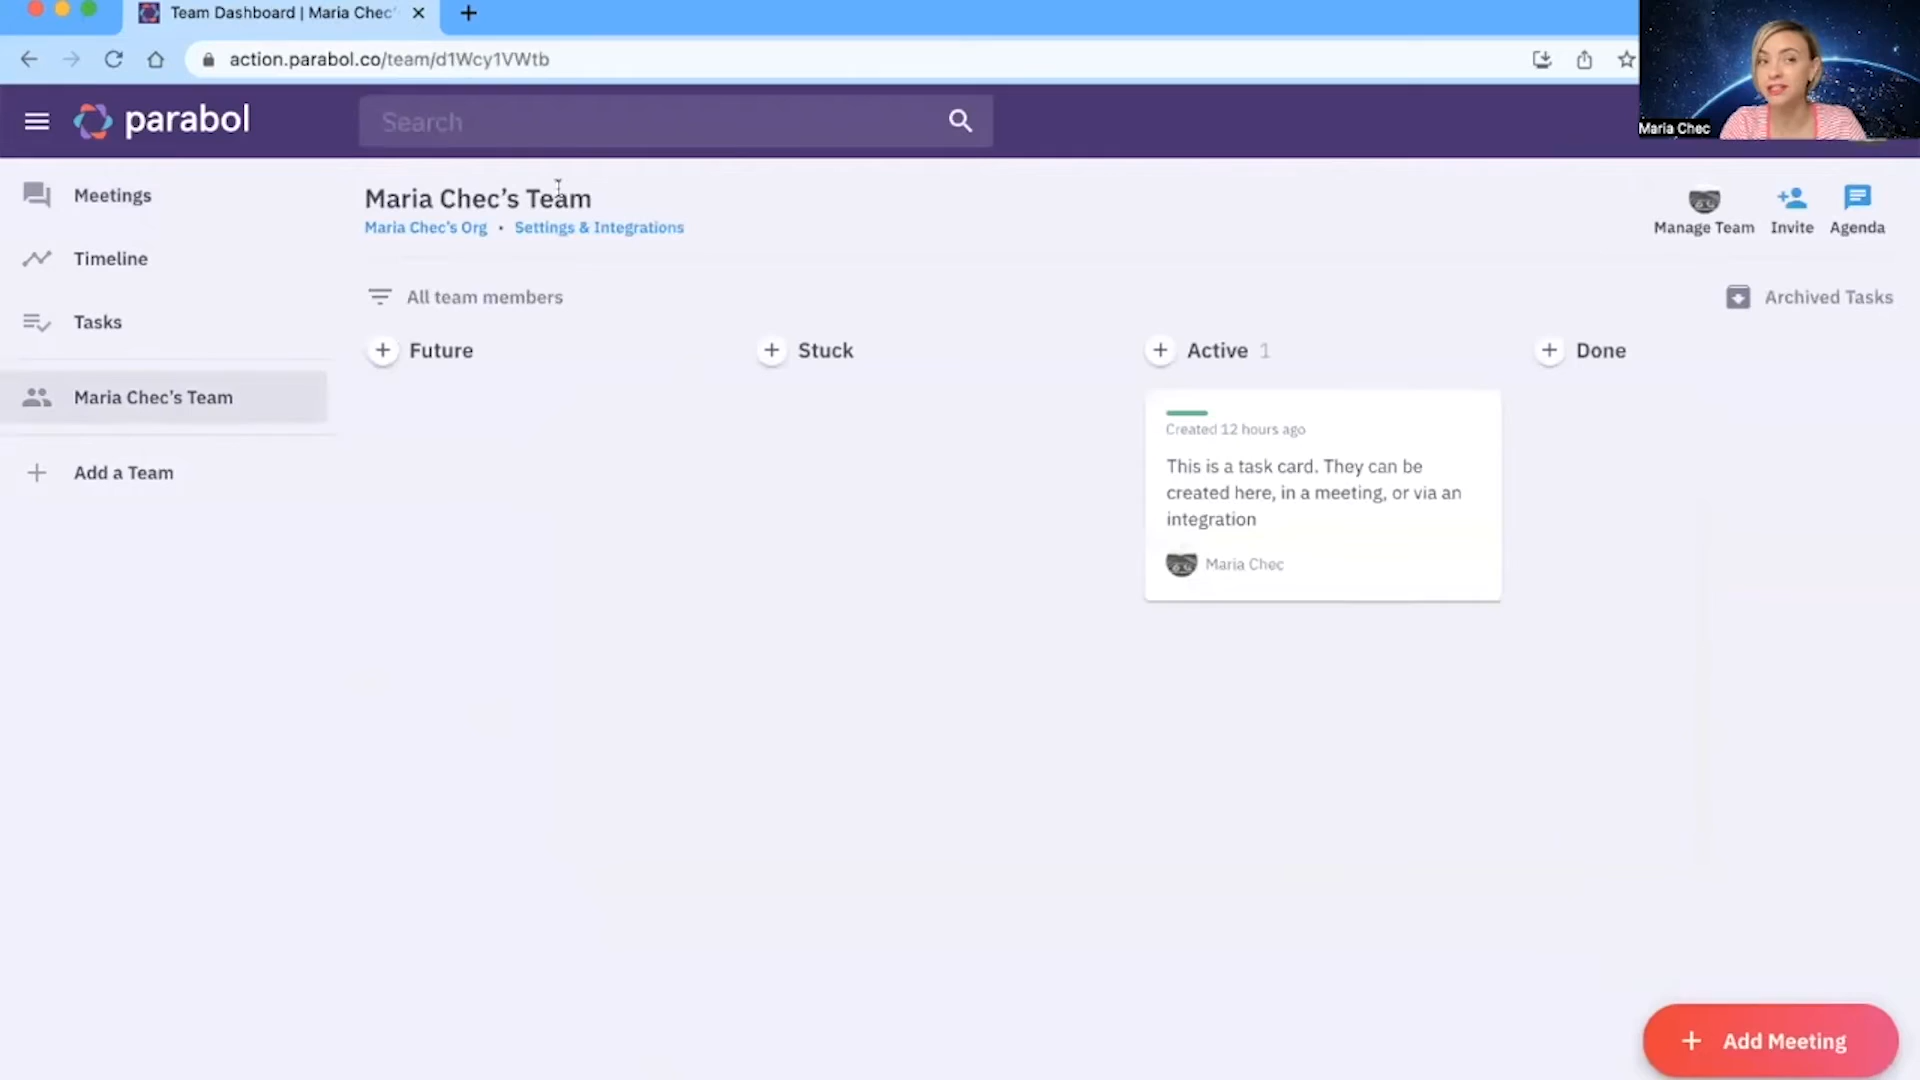 Team Dashboard | Maria Chec'
action.parabol.co/team/d1Wcy1VWtb
parabol
Search
Maria Chec
Meetings
Timeline
Tasks
Maria Chec's Team
Add a Team
Maria Chec's Team
Maria Chec's Org • Settings & Integrations
Manage Team
Invite
Agenda
All team members
Archived Tasks
Future
Stuck
Active 1
Done
Created 12 hours ago
This is a task card. They can be
created here, in a meeting, or via an
integration
Maria Chec
Add Meeting